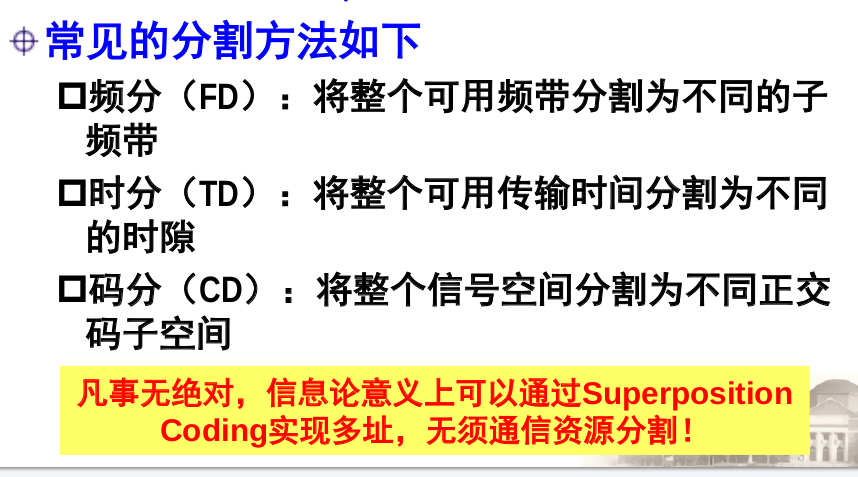 常见的分割方法如下
频分（FD）：将整个可用频带分割为不同的子
频带
时分（TD）：将整个可用传输时间分割为不同
的时隙
码分（CD）：将整个信号空间分割为不同正交
码子空间
凡事无绝对，信息论意义上可以通过Superposition
Coding实现多址，无须通信资源分割！